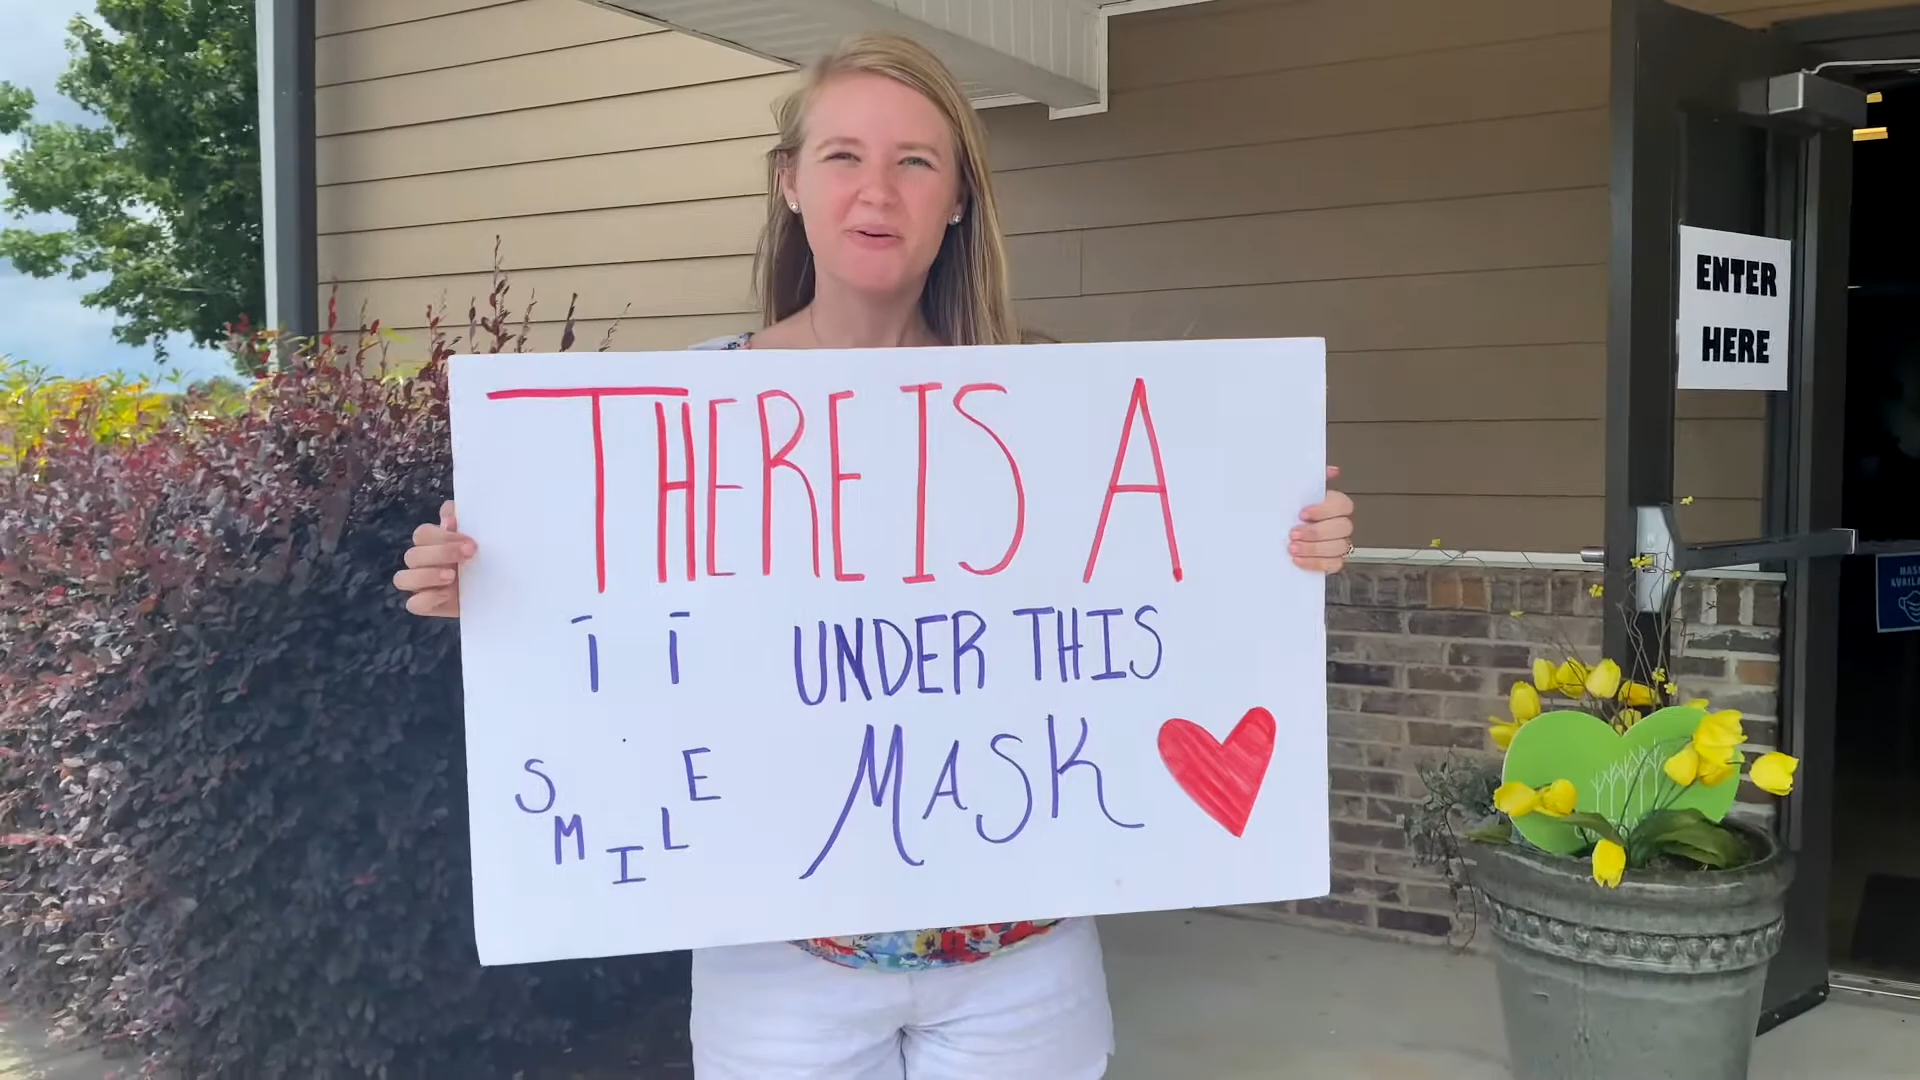 THERE IS A
SMILE
UNDER THIS
MASK
ENTER
HERE